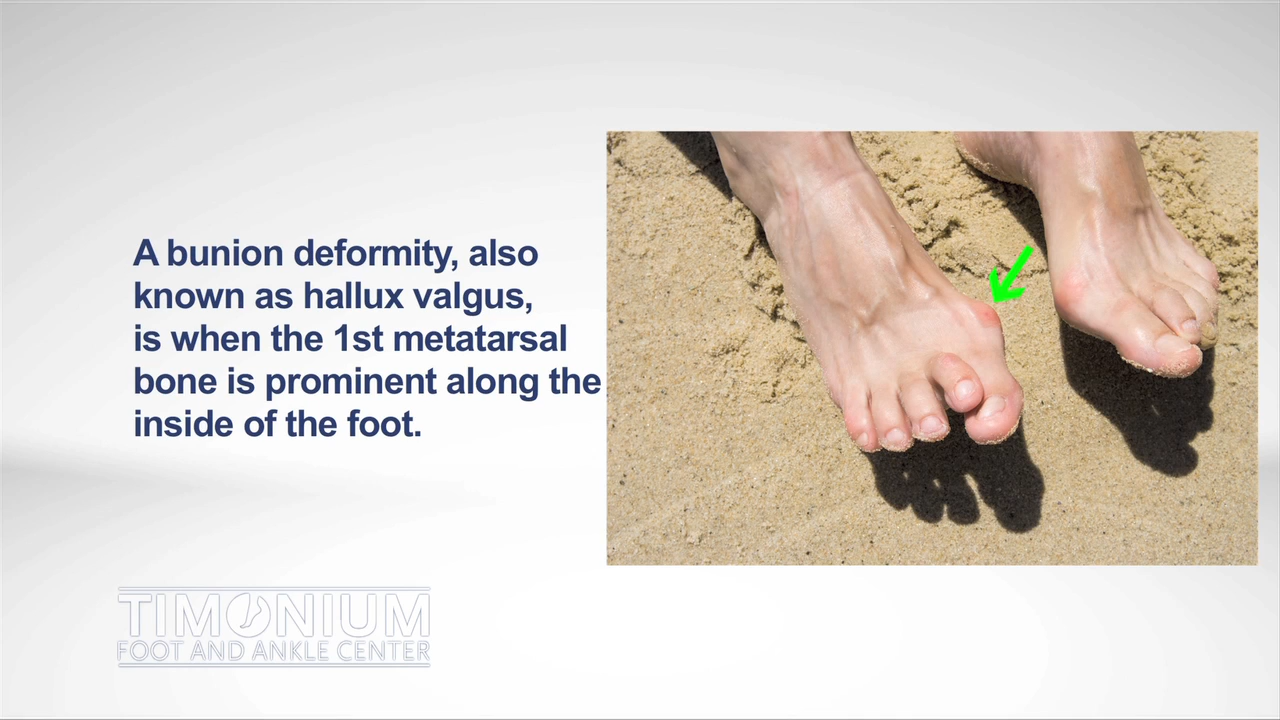 A bunion deformity, also
known as hallux valgus,
is when the 1st metatarsal
bone is prominent along the
inside of the foot.
TIMONIUM
FOOT AND ANKLE CENTER